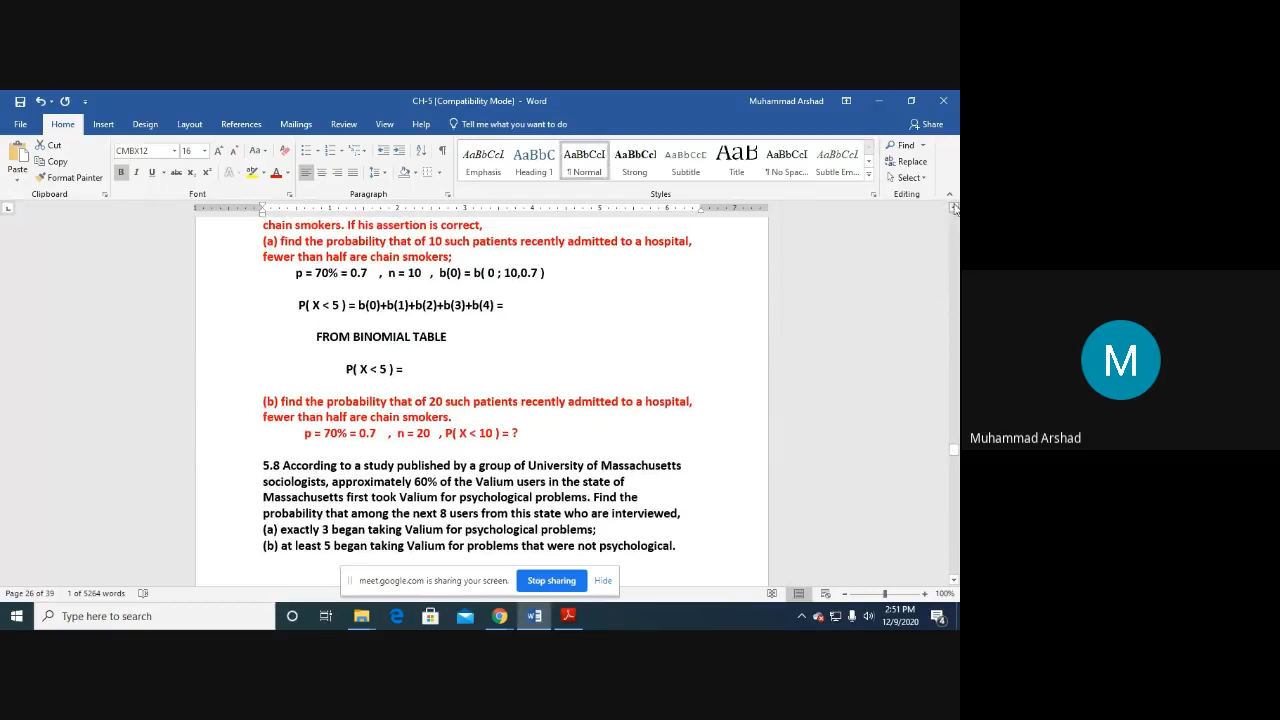 CH-5 [Compatibility Mode] - Word
Muhammad Arshad
File Home Insert Design Layout References Mailings Review View Help Tell me what you want to do Share
Paste
Cut
Copy
Format Painter
Clipboard
CMBX12 16
Font
Paragraph
AaBbCcI AaBbC AaBbCcI AaBbCcI AaBbCcE AaB AaBbCcI AaBbCcI
Emphasis Heading 1 ¶ Normal Strong Subtitle Title ¶ No Spac... Subtle Em...
Styles
Find
Replace
Select
Editing
1 1 2 3 4 5 6 7
chain smokers. If his assertion is correct,
(a) find the probability that of 10 such patients recently admitted to a hospital,
fewer than half are chain smokers;
p = 70% = 0.7 , n = 10 , b(0) = b( 0 ; 10,0.7 )
P( X < 5 ) = b(0)+b(1)+b(2)+b(3)+b(4) =
FROM BINOMIAL TABLE
P( X < 5 ) =
(b) find the probability that of 20 such patients recently admitted to a hospital,
fewer than half are chain smokers.
p = 70% = 0.7 , n = 20 , P( X < 10 ) = ?
5.8 According to a study published by a group of University of Massachusetts
sociologists, approximately 60% of the Valium users in the state of
Massachusetts first took Valium for psychological problems. Find the
probability that among the next 8 users from this state who are interviewed,
(a) exactly 3 began taking Valium for psychological problems;
(b) at least 5 began taking Valium for problems that were not psychological.
meet.google.com is sharing your screen. Stop sharing Hide
Page 26 of 39 1 of 5264 words 100%
Type here to search
2:51 PM
12/9/2020
4
M
Muhammad Arshad